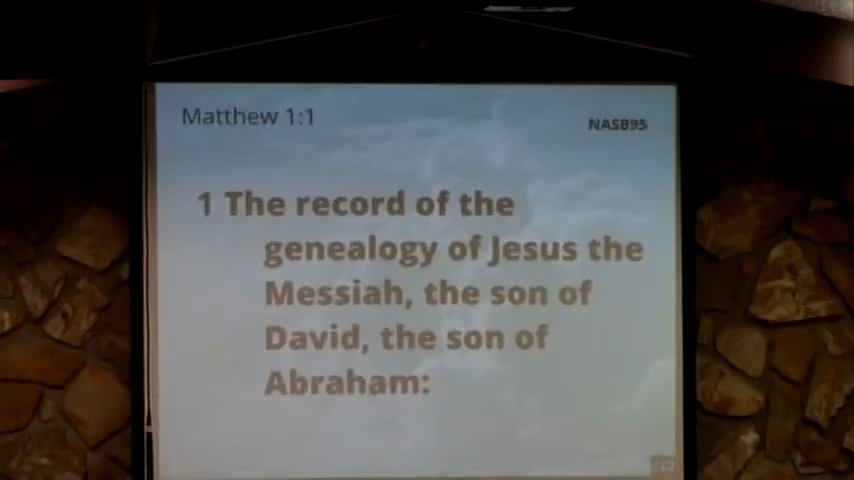 Matthew 1:1
NASB95
1 The record of the
genealogy of Jesus the
Messiah, the son of
David, the son of
Abraham: